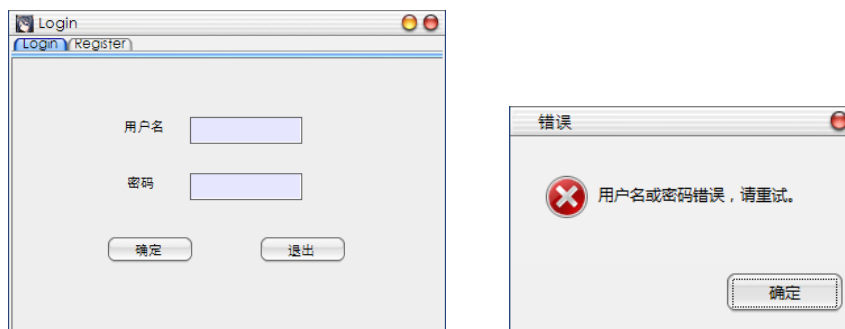 Login
Login Register
用户名
密码
确定 退出
错误
用户名或密码错误，请重试。
确定